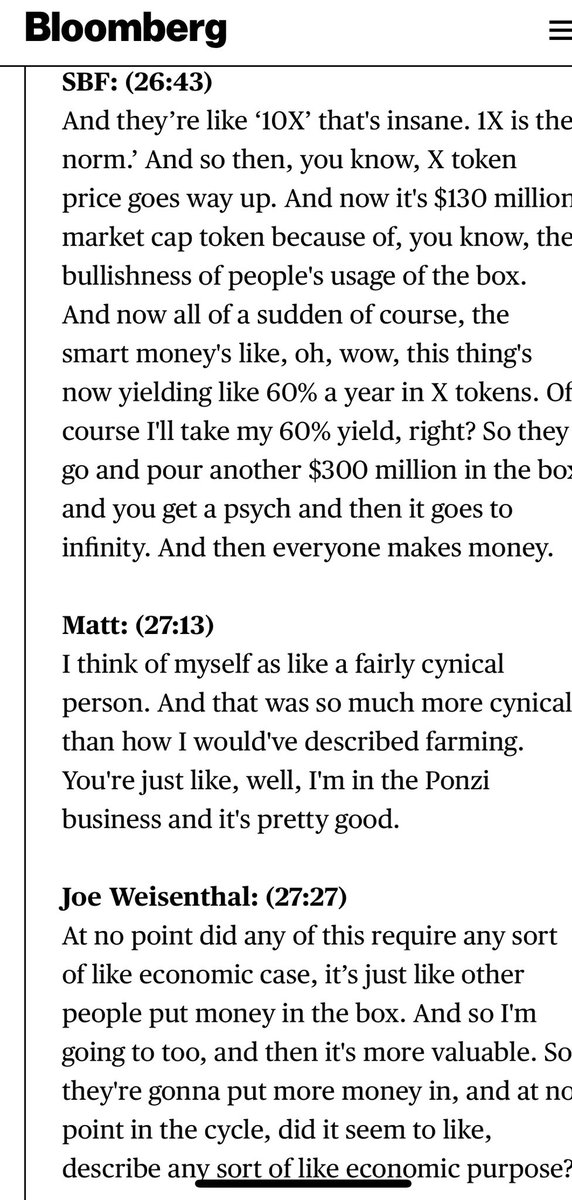 Bloomberg
SBF: (26:43)
And they’re like ‘10X’ that's insane. 1X is the
norm.’ And so then, you know, X token
price goes way up. And now it's $130 million
market cap token because of, you know, the
bullishness of people's usage of the box.
And now all of a sudden of course, the
smart money's like, oh, wow, this thing's
now yielding like 60% a year in X tokens. Of
course I'll take my 60% yield, right? So they
go and pour another $300 million in the box
and you get a psych and then it goes to
infinity. And then everyone makes money.
Matt: (27:13)
I think of myself as like a fairly cynical
person. And that was so much more cynical
than how I would've described farming.
You're just like, well, I'm in the Ponzi
business and it's pretty good.
Joe Weisenthal: (27:27)
At no point did any of this require any sort
of like economic case, it’s just like other
people put money in the box. And so I'm
going to too, and then it's more valuable. So
they're gonna put more money in, and at no
point in the cycle, did it seem to like,
describe any sort of like economic purpose?